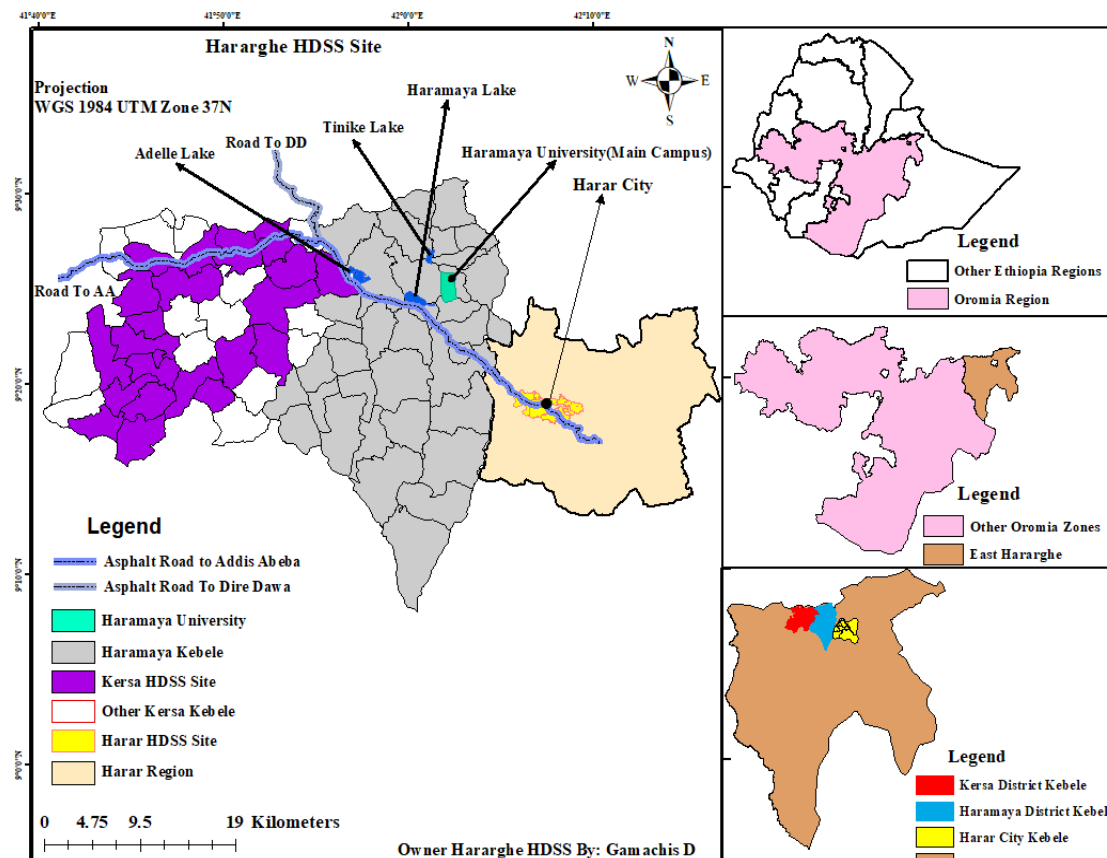 41°40'0"E 41°50'0"E 42°0'0"E 42°10'0"E
Hararghe HDSS Site
N
W E
S
Projection
WGS 1984 UTM Zone 37N
Haramaya Lake
Tinike Lake
Road To DD
Adelle Lake
Haramaya University(Main Campus)
Harar City
9°30'0"N
Road To AA
9°20'0"N
9°10'0"N
9°0'0"N
Legend
Asphalt Road to Addis Abeba
Asphalt Road To Dire Dawa
Haramaya University
Haramaya Kebele
Kersa HDSS Site
Other Kersa Kebele
Harar HDSS Site
Harar Region
0 4.75 9.5 19 Kilometers
Owner Hararghe HDSS By: Gamachis D
Legend
Other Ethiopia Regions
Oromia Region
Legend
Other Oromia Zones
East Hararghe
Legend
Kersa District Kebele
Haramaya District Kebel
Harar City Kebele